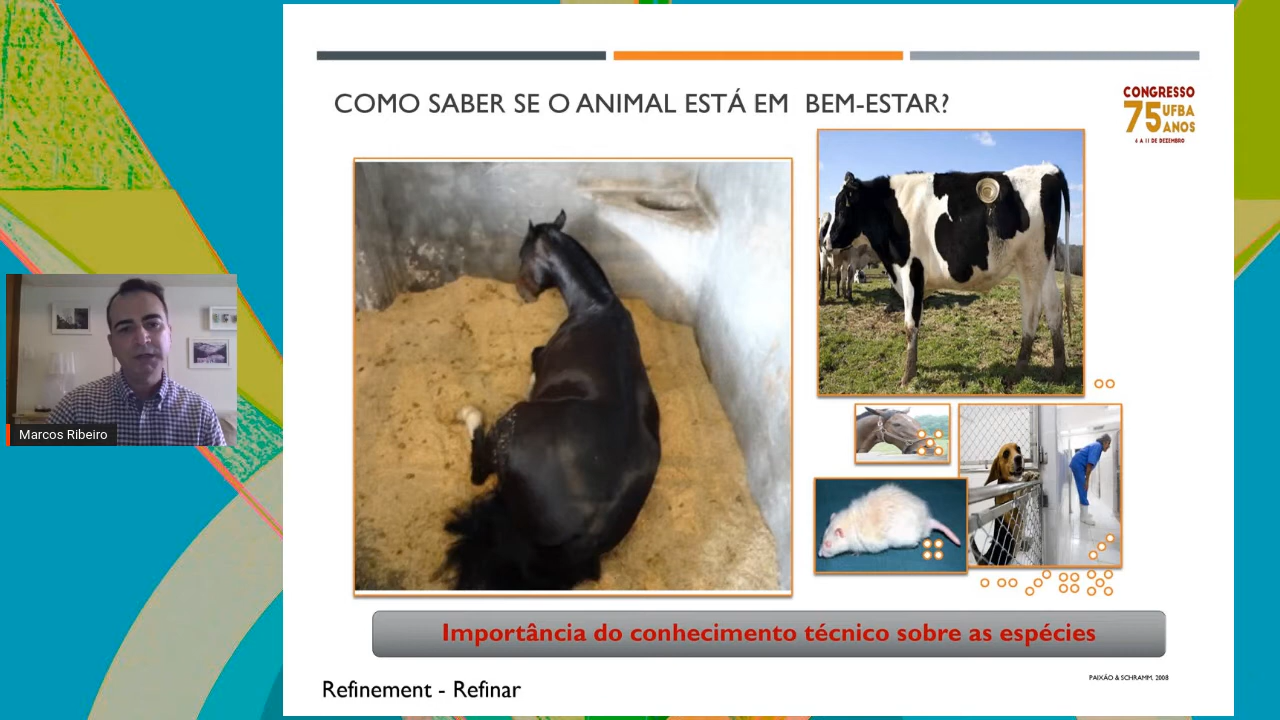 COMO SABER SE O ANIMAL ESTÁ EM BEM-ESTAR?
CONGRESSO
75 UFBA
ANOS
6 A 11 DE DEZEMBRO
Marcos Ribeiro
Importância do conhecimento técnico sobre as espécies
PAIXÃO & SCHRAMM, 2008
Refinement - Refinar